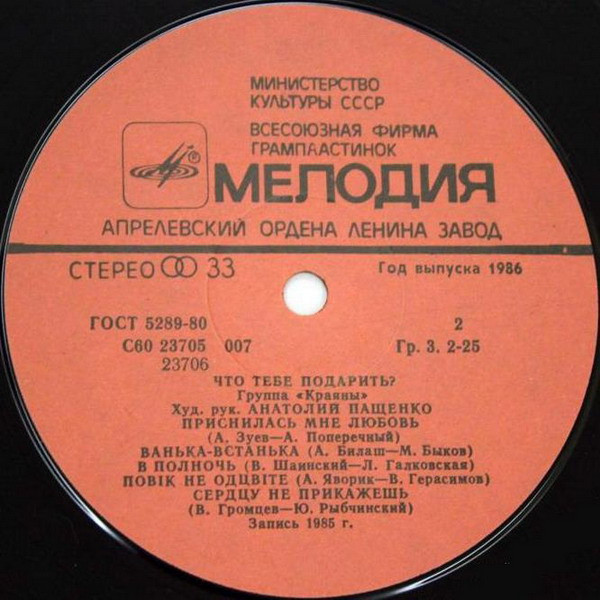 МИНИСТЕРСТВО
КУЛЬТУРЫ СССР
ВСЕСОЮЗНАЯ ФИРМА
ГРАМПЛАСТИНОК
®
МЕЛОДИЯ
АПРЕЛЕВСКИЙ ОРДЕНА ЛЕНИНА ЗАВОД
СТЕРЕО 33 Год выпуска 1986
ГОСТ 5289-80 2
С60 23705 007 Гр. 3. 2-25
23706
ЧТО ТЕБЕ ПОДАРИТЬ?
Группа «Краяны»
Худ. рук. АНАТОЛИЙ ПАЩЕНКО
ПРИСНИЛАСЬ МНЕ ЛЮБОВЬ
(А. Зуев—А. Поперечный)
ВАНЬКА-ВСТАНЬКА (А. Билаш—М. Быков)
В ПОЛНОЧЬ (В. Шаинский—Л. Галковская)
ПОВІК НЕ ОДЦВІТЕ (А. Яворик—В. Герасимов)
СЕРДЦУ НЕ ПРИКАЖЕШЬ
(В. Громцев—Ю. Рыбчинский)
Запись 1985 г.